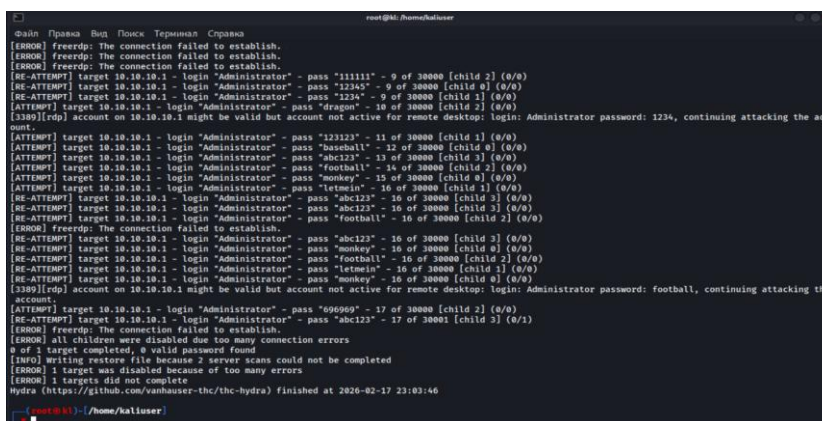 root@kl: /home/kaliuser
Файл Правка Вид Поиск Терминал Справка
[ERROR] freerdp: The connection failed to establish.
[ERROR] freerdp: The connection failed to establish.
[ERROR] freerdp: The connection failed to establish.
[RE-ATTEMPT] target 10.10.10.1 - login "Administrator" - pass "111111" - 9 of 30000 [child 2] (0/0)
[RE-ATTEMPT] target 10.10.10.1 - login "Administrator" - pass "12345" - 9 of 30000 [child 0] (0/0)
[RE-ATTEMPT] target 10.10.10.1 - login "Administrator" - pass "1234" - 9 of 30000 [child 1] (0/0)
[ATTEMPT] target 10.10.10.1 - login "Administrator" - pass "dragon" - 10 of 30000 [child 2] (0/0)
[3389][rdp] account on 10.10.10.1 might be valid but account not active for remote desktop: login: Administrator password: 1234, continuing attacking the ac
ount.
[ATTEMPT] target 10.10.10.1 - login "Administrator" - pass "123123" - 11 of 30000 [child 1] (0/0)
[ATTEMPT] target 10.10.10.1 - login "Administrator" - pass "baseball" - 12 of 30000 [child 0] (0/0)
[ATTEMPT] target 10.10.10.1 - login "Administrator" - pass "abc123" - 13 of 30000 [child 3] (0/0)
[ATTEMPT] target 10.10.10.1 - login "Administrator" - pass "football" - 14 of 30000 [child 2] (0/0)
[ATTEMPT] target 10.10.10.1 - login "Administrator" - pass "monkey" - 15 of 30000 [child 0] (0/0)
[ATTEMPT] target 10.10.10.1 - login "Administrator" - pass "letmein" - 16 of 30000 [child 1] (0/0)
[RE-ATTEMPT] target 10.10.10.1 - login "Administrator" - pass "abc123" - 16 of 30000 [child 3] (0/0)
[RE-ATTEMPT] target 10.10.10.1 - login "Administrator" - pass "abc123" - 16 of 30000 [child 3] (0/0)
[RE-ATTEMPT] target 10.10.10.1 - login "Administrator" - pass "football" - 16 of 30000 [child 2] (0/0)
[ERROR] freerdp: The connection failed to establish.
[RE-ATTEMPT] target 10.10.10.1 - login "Administrator" - pass "abc123" - 16 of 30000 [child 3] (0/0)
[RE-ATTEMPT] target 10.10.10.1 - login "Administrator" - pass "monkey" - 16 of 30000 [child 0] (0/0)
[RE-ATTEMPT] target 10.10.10.1 - login "Administrator" - pass "football" - 16 of 30000 [child 2] (0/0)
[RE-ATTEMPT] target 10.10.10.1 - login "Administrator" - pass "letmein" - 16 of 30000 [child 1] (0/0)
[RE-ATTEMPT] target 10.10.10.1 - login "Administrator" - pass "monkey" - 16 of 30000 [child 0] (0/0)
[3389][rdp] account on 10.10.10.1 might be valid but account not active for remote desktop: login: Administrator password: football, continuing attacking th
account.
[ATTEMPT] target 10.10.10.1 - login "Administrator" - pass "696969" - 17 of 30000 [child 2] (0/0)
[RE-ATTEMPT] target 10.10.10.1 - login "Administrator" - pass "abc123" - 17 of 30001 [child 3] (0/1)
[ERROR] freerdp: The connection failed to establish.
[ERROR] all children were disabled due too many connection errors
0 of 1 target completed, 0 valid password found
[INFO] Writing restore file because 2 server scans could not be completed
[ERROR] 1 target was disabled because of too many errors
[ERROR] 1 targets did not complete
Hydra (https://github.com/vanhauser-thc/thc-hydra) finished at 2026-02-17 23:03:46
(root@kl)-[/home/kaliuser]